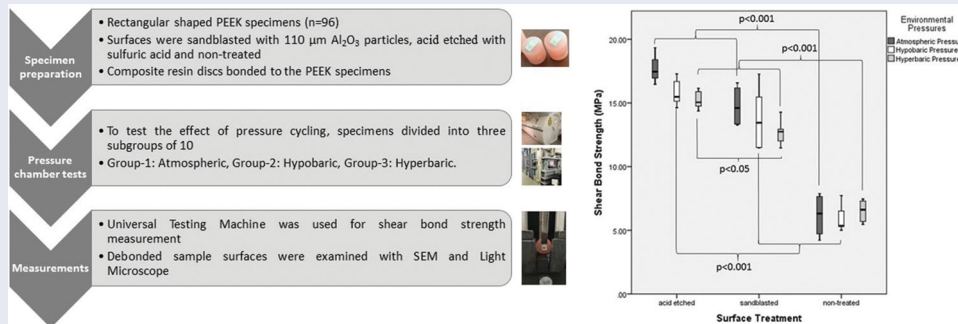 Specimen
preparation
• Rectangular shaped PEEK specimens (n=96)
• Surfaces were sandblasted with 110 µm Al₂O₃ particles, acid etched with
sulfuric acid and non-treated
• Composite resin discs bonded to the PEEK specimens
Pressure
chamber tests
• To test the effect of pressure cycling, specimens divided into three
subgroups of 10
• Group-1: Atmospheric, Group-2: Hypobaric, Group-3: Hyperbaric.
Measurements
• Universal Testing Machine was used for shear bond strength
measurement
• Debonded sample surfaces were examined with SEM and Light
Microscope
Environmental
Pressures
Atmospheric Pressu
Hypobaric Pressure
Hyperbaric Pressure
Shear Bond Strength (MPa)
20.00
15.00
10.00
5.00
.00
p<0.001
p<0.001
p<0.05
p<0.001
acid etched
sandblasted
non-treated
Surface Treatment